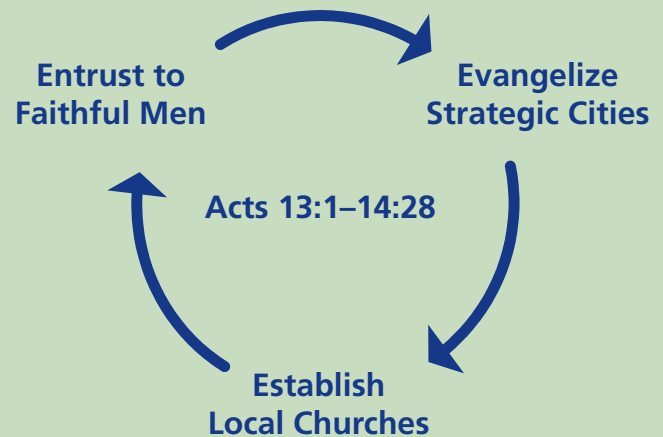 Entrust to
Faithful Men
Evangelize
Strategic Cities
Acts 13:1–14:28
Establish
Local Churches